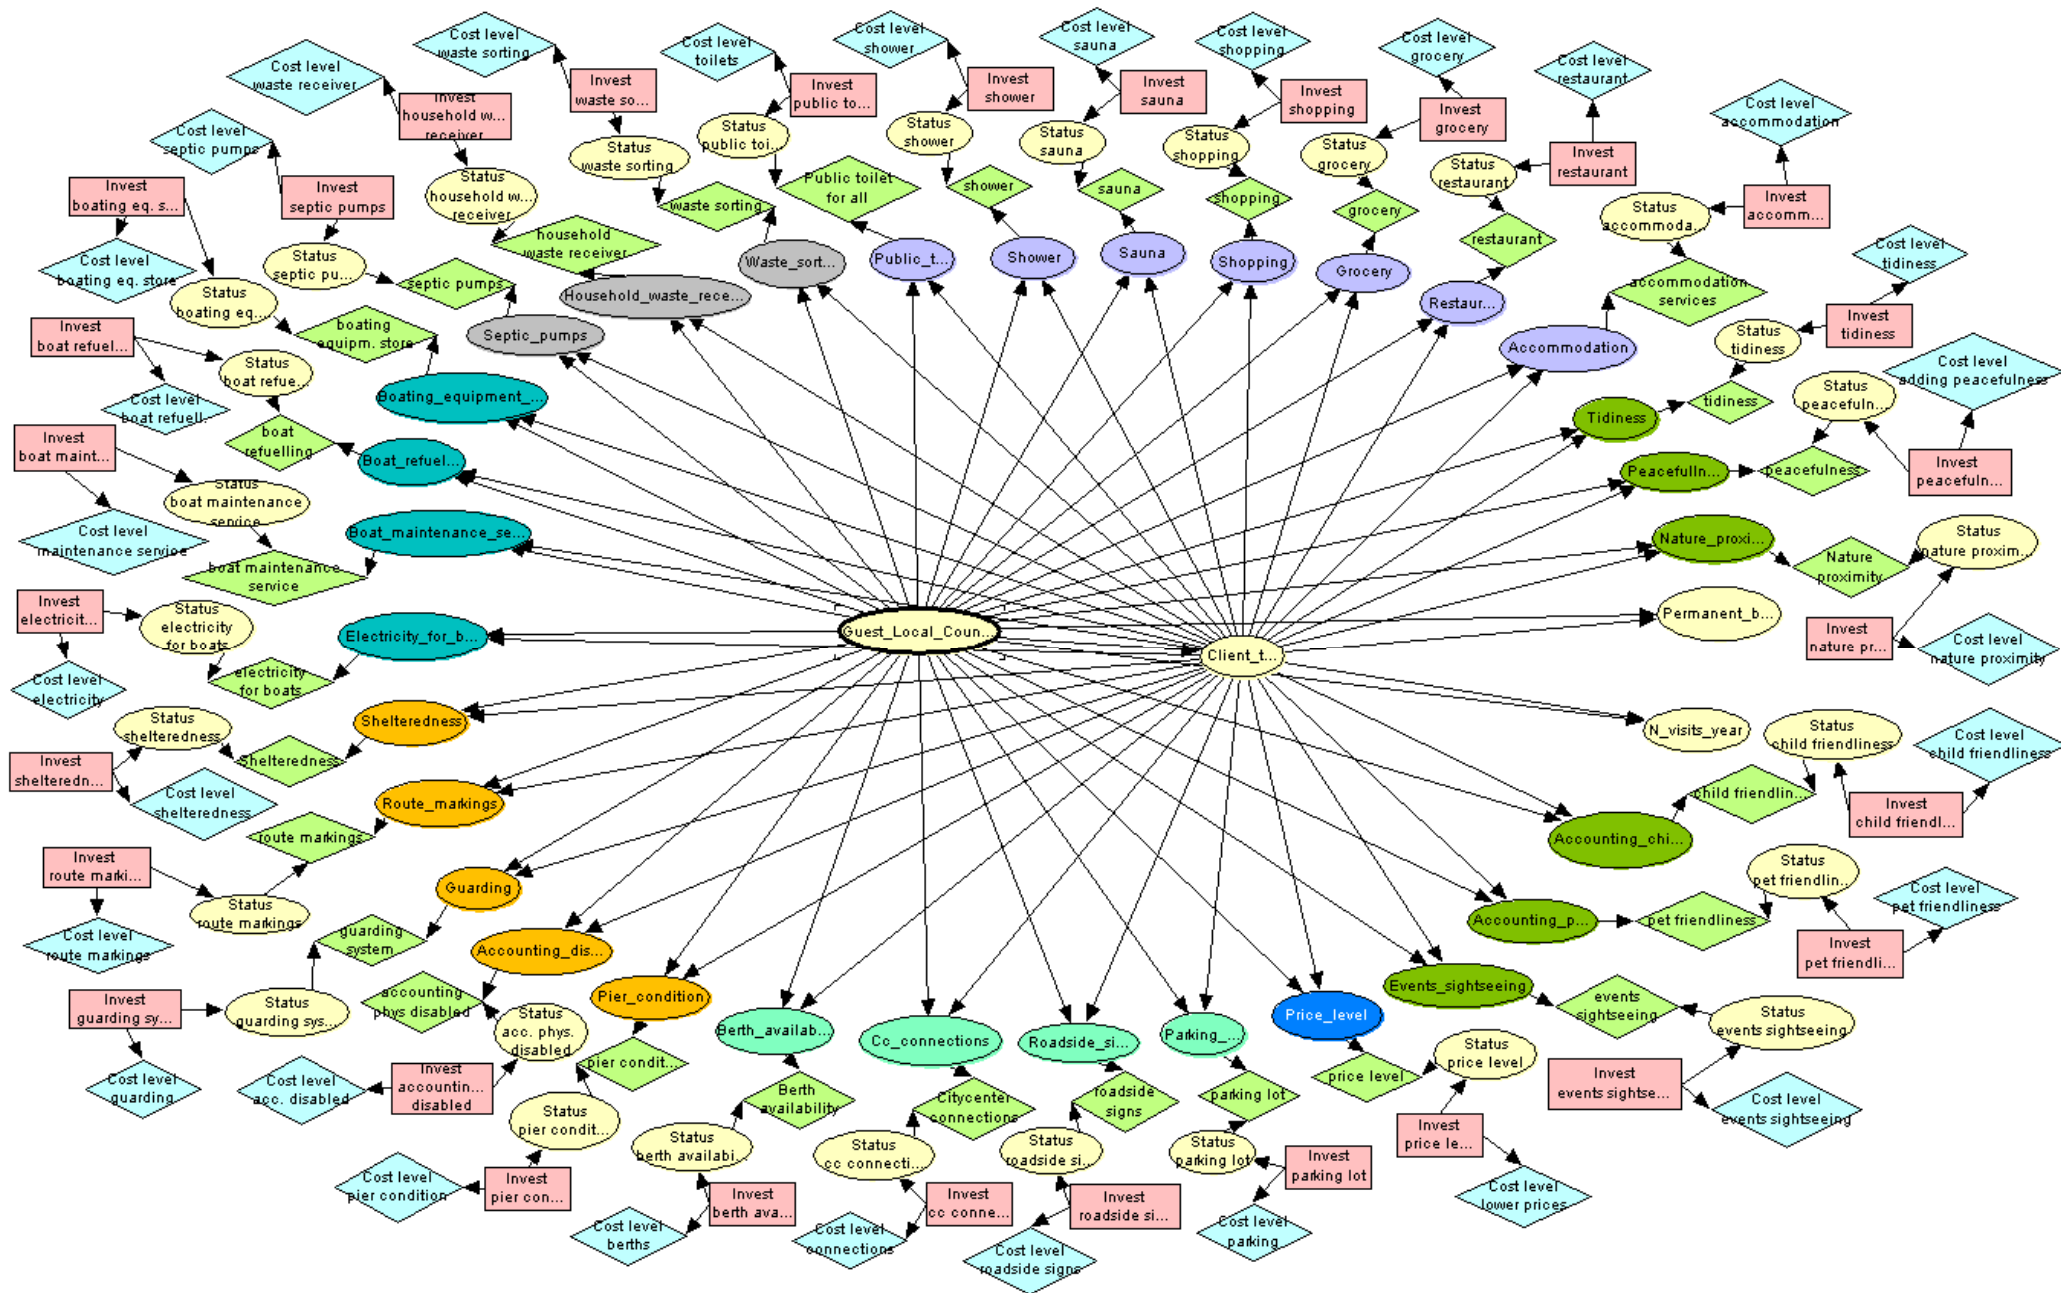 Cost level
waste sorting
Cost level
toilets
Cost level
shower
Cost level
sauna
Cost level
shopping
Cost level
grocery
Cost level
restaurant
Cost level
accommodation
Cost level
waste receiver
Cost level
septic pumps
Invest
household w...
receiver
Invest
waste so...
Invest
public to...
Invest
shower
Invest
sauna
Invest
shopping
Invest
grocery
Invest
restaurant
Invest
accomm...
Invest
boating eq. s...
Invest
septic pumps
Status
household w...
receiver
Status
waste sorting
Status
public toi...
Status
shower
Status
sauna
Status
shopping
Status
grocery
Status
restaurant
Status
accommoda...
Cost level
boating eq. store
Status
boating eq....
Status
septic pu...
septic pumps
household
waste receiver
waste sorting
Public toilet
for all
shower
sauna
shopping
grocery
restaurant
accommodation
services
Cost level
tidiness
Invest
tidiness
Status
tidiness
tidiness
Septic_pumps
Household_waste_rece...
Waste_sort...
Public_t...
Shower
Sauna
Shopping
Grocery
Restaur...
Accommodation
Tidiness
Invest
boat refuel...
Status
boat refue...
Cost level
boat refuell.
boating
equipm. store
Boating_equipment_...
boat
refuelling
Boat_refuel...
Cost level
adding peacefulness
Status
peacefuln...
Invest
peacefuln...
peacefulness
Peacefulln...
Invest
boat maint...
Status
boat maintenance
service
Cost level
maintenance service
boat maintenance
service
Boat_maintenance_se...
Nature_proxi...
Nature
proximity
Status
nature proxim...
Invest
nature pr...
Cost level
nature proximity
Invest
electricit...
Status
electricity
for boats
Cost level
electricity
electricity
for boats
Electricity_for_b...
Guest_Local_Coun...
Client_t...
Permanent_b...
N_visits_year
Status
shelteredness
Invest
shelteredn...
Cost level
shelteredness
Shelteredness
Shelteredness
Status
child friendliness
Cost level
child friendliness
Invest
child friendl...
child friendlin...
Accounting_chi...
Route_markings
route markings
Invest
route marki...
Status
route markings
Cost level
route markings
Guarding
guarding
system
Invest
guarding sy...
Status
guarding sys...
Cost level
guarding
Status
pet friendlin...
Cost level
pet friendliness
Invest
pet friendli...
pet friendliness
Accounting_p...
Accounting_dis...
accounting
phys disabled
Status
acc. phys.
disabled
Invest
accountin...
disabled
Cost level
acc. disabled
Pier_condition
pier condit...
Status
pier condit...
Invest
pier con...
Cost level
pier condition
Berth_availab...
Berth
availability
Status
berth availabi...
Invest
berth ava...
Cost level
berths
Cc_connections
Citycenter
connections
Status
cc connecti...
Invest
cc conne...
Cost level
connections
Roadside_si...
roadside
signs
Status
roadside si...
Invest
roadside si...
Cost level
roadside signs
Parking_...
parking lot
Status
parking lot
Invest
parking lot
Cost level
parking
Price_level
price level
Status
price level
Invest
price le...
Cost level
lower prices
Events_sightseeing
events
sightseeing
Status
events sightseeing
Invest
events sightse...
Cost level
events sightseeing